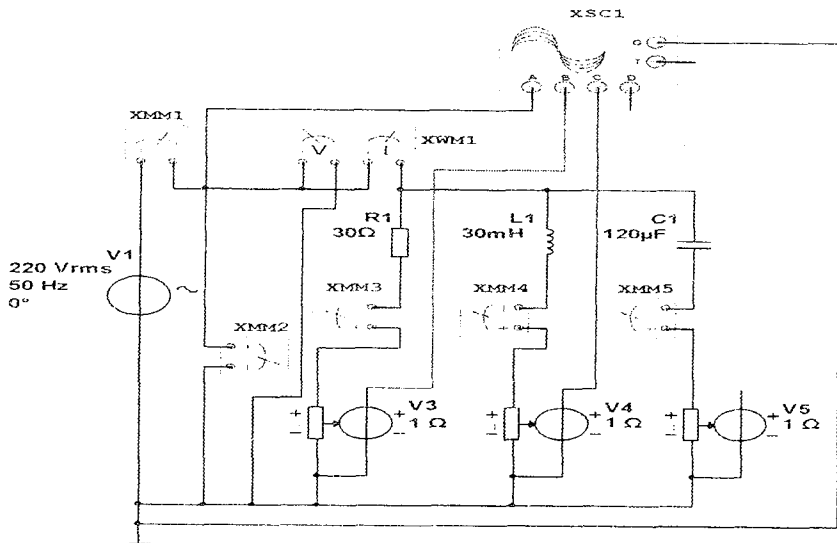 XSC1
G
T
A B C D
XMM1
V
I
XWM1
R1
30Ω
L1
30mH
C1
120µF
V1
220 Vrms
50 Hz
0°
XMM3
XMM4
XMM5
XMM2
V3
1 Ω
V4
1 Ω
V5
1 Ω